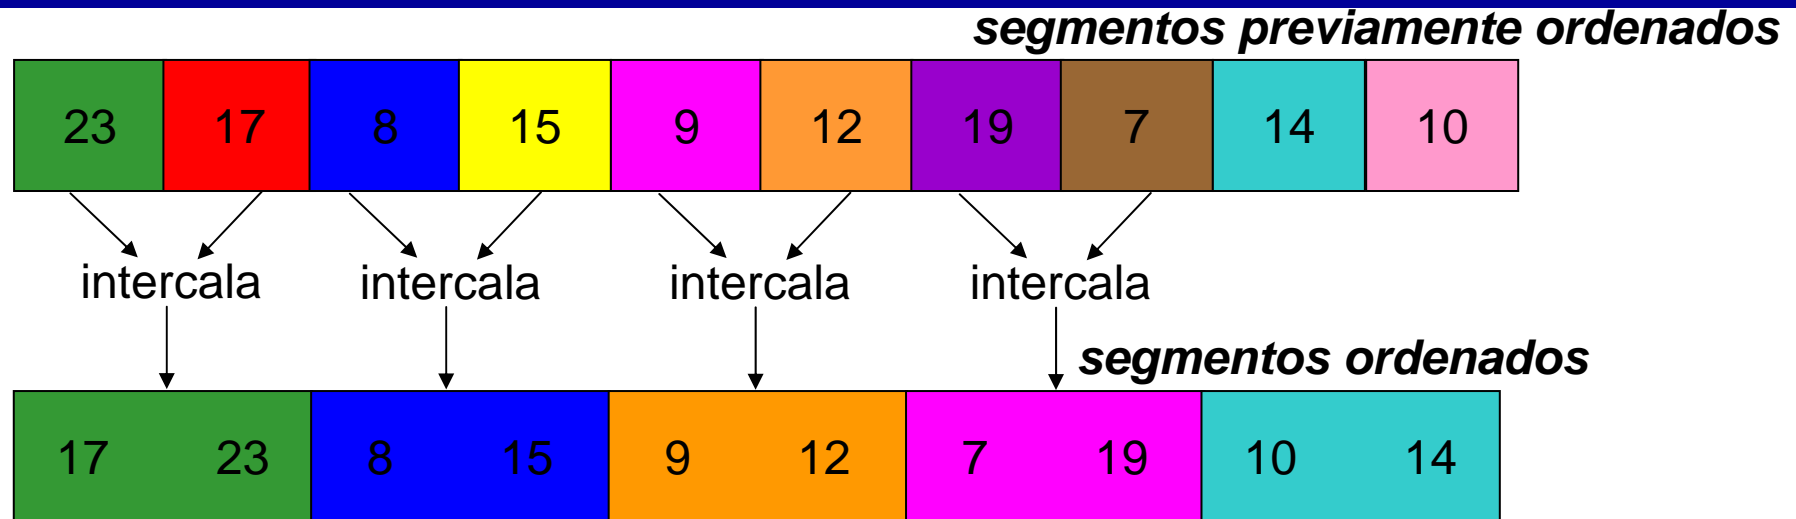 segmentos previamente ordenados
23 17 8 15 9 12 19 7 14 10
intercala intercala intercala intercala
segmentos ordenados
17 23 8 15 9 12 7 19 10 14